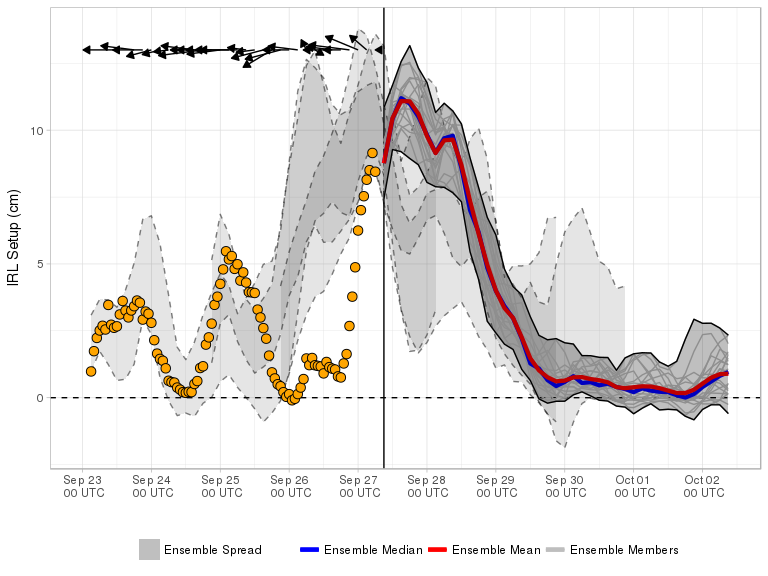 IRL Setup (cm)
10
5
0
Sep 23 Sep 24 Sep 25 Sep 26 Sep 27 Sep 28 Sep 29 Sep 30 Oct 01 Oct 02
00 UTC 00 UTC 00 UTC 00 UTC 00 UTC 00 UTC 00 UTC 00 UTC 00 UTC 00 UTC
Ensemble Spread Ensemble Median Ensemble Mean Ensemble Members